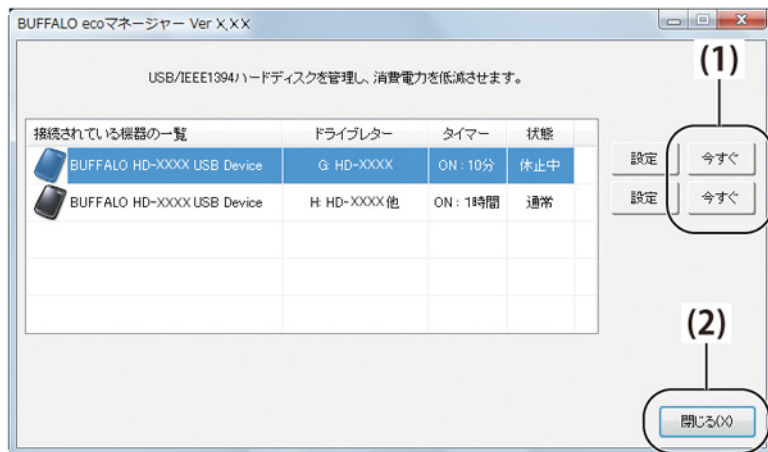 BUFFALO ecoマネージャー Ver X.XX
(1)
USB/IEEE1394ハードディスクを管理し、消費電力を低減させます。
接続されている機器の一覧 ドライブレター タイマー 状態
BUFFALO HD-XXXX USB Device G: HD-XXXX ON：10分 休止中 設定 今すぐ
BUFFALO HD-XXXX USB Device H: HD-XXXX他 ON：1時間 通常 設定 今すぐ
(2)
閉じる(X)